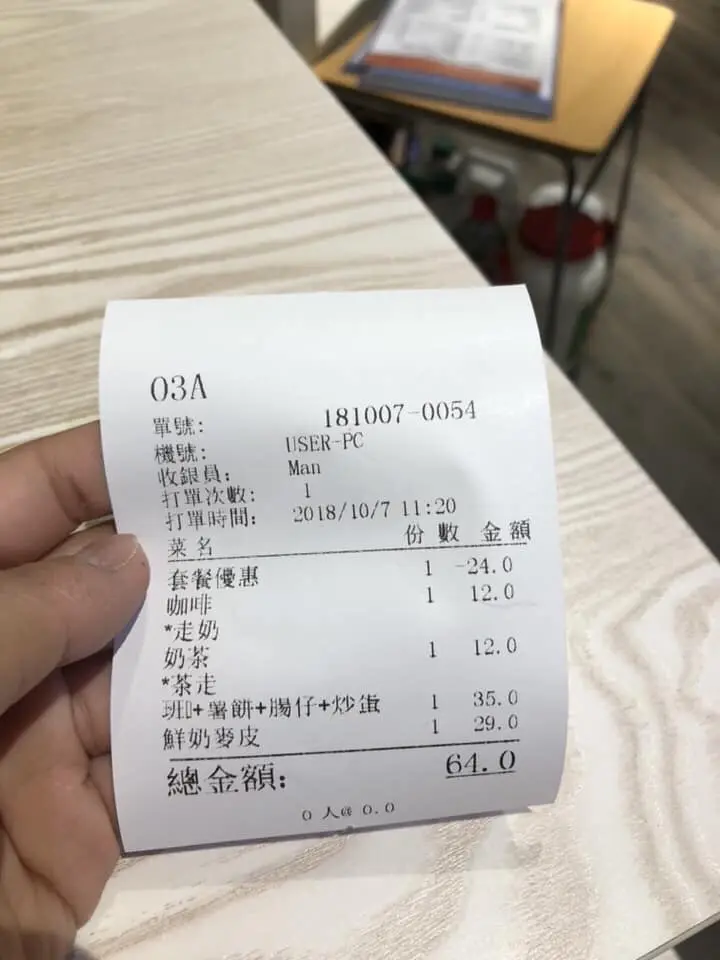 03A
單號: 181007-0054
機號: USER-PC
收銀員: Man
打單次數: 1
打單時間: 2018/10/7 11:20
菜名 份數 金額
套餐優惠 1 -24.0
咖啡 1 12.0
*走奶
奶茶 1 12.0
*茶走
班▯+薯餅+腸仔+炒蛋 1 35.0
鮮奶麥皮 1 29.0
總金額: 64.0
0 人@ 0.0